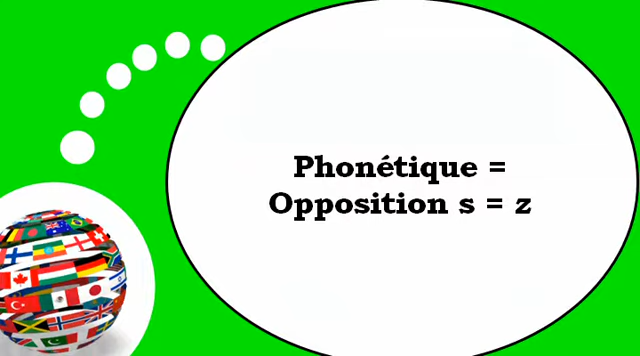 Phonétique =
Opposition s = z